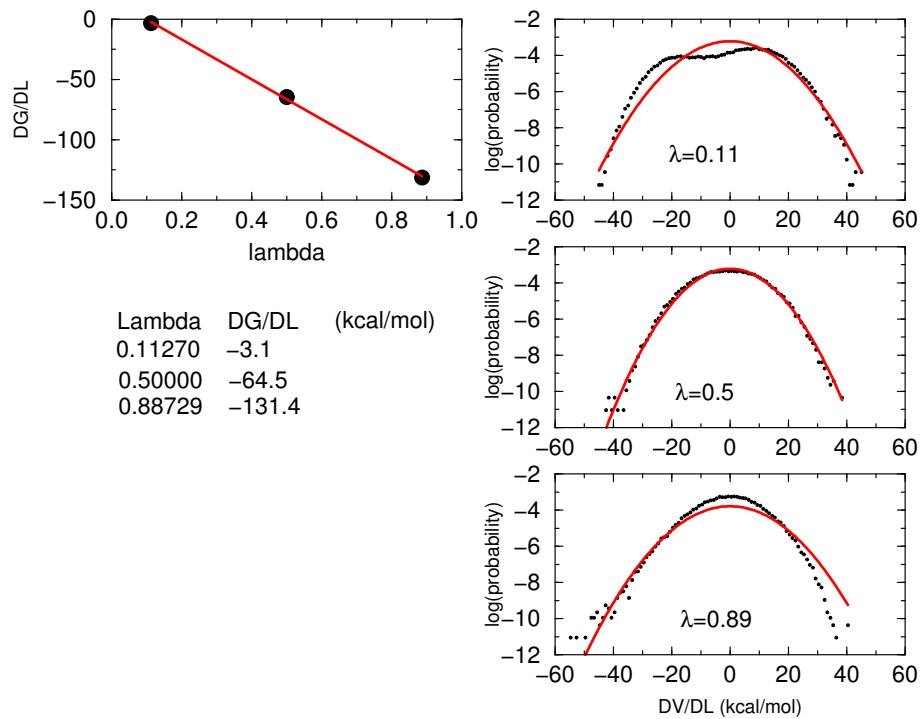 0
−50
−100
−150
DG/DL
0.0 0.2 0.4 0.6 0.8 1.0
lambda
Lambda DG/DL (kcal/mol)
0.11270 −3.1
0.50000 −64.5
0.88729 −131.4
−2
−4
−6
−8
−10
−12
log(probability)
λ=0.11
−60 −40 −20 0 20 40 60
−2
−4
−6
−8
−10
−12
log(probability)
λ=0.5
−60 −40 −20 0 20 40 60
−2
−4
−6
−8
−10
−12
log(probability)
λ=0.89
−60 −40 −20 0 20 40 60
DV/DL (kcal/mol)